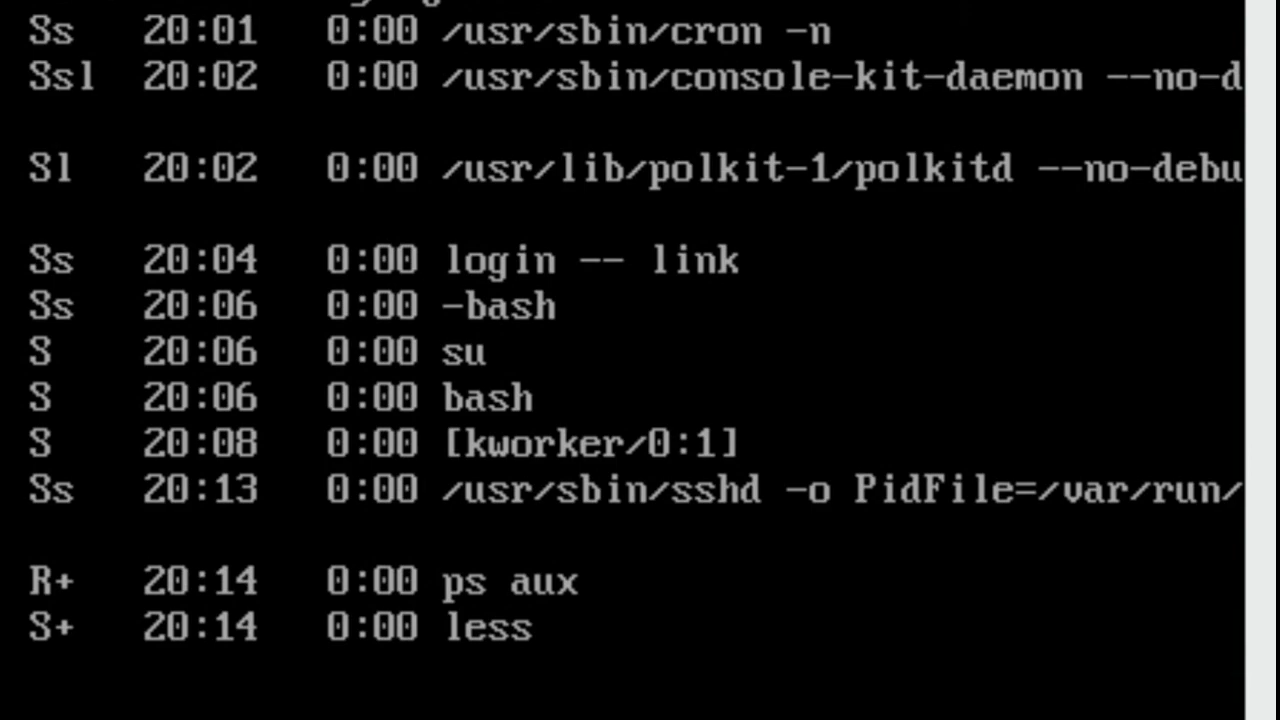 Ss 20:01 0:00 /usr/sbin/cron -n
Ssl 20:02 0:00 /usr/sbin/console-kit-daemon --no-d
Sl 20:02 0:00 /usr/lib/polkit-1/polkitd --no-debu
Ss 20:04 0:00 login -- link
Ss 20:06 0:00 -bash
S 20:06 0:00 su
S 20:06 0:00 bash
S 20:08 0:00 [kworker/0:1]
Ss 20:13 0:00 /usr/sbin/sshd -o PidFile=/var/run/
R+ 20:14 0:00 ps aux
S+ 20:14 0:00 less